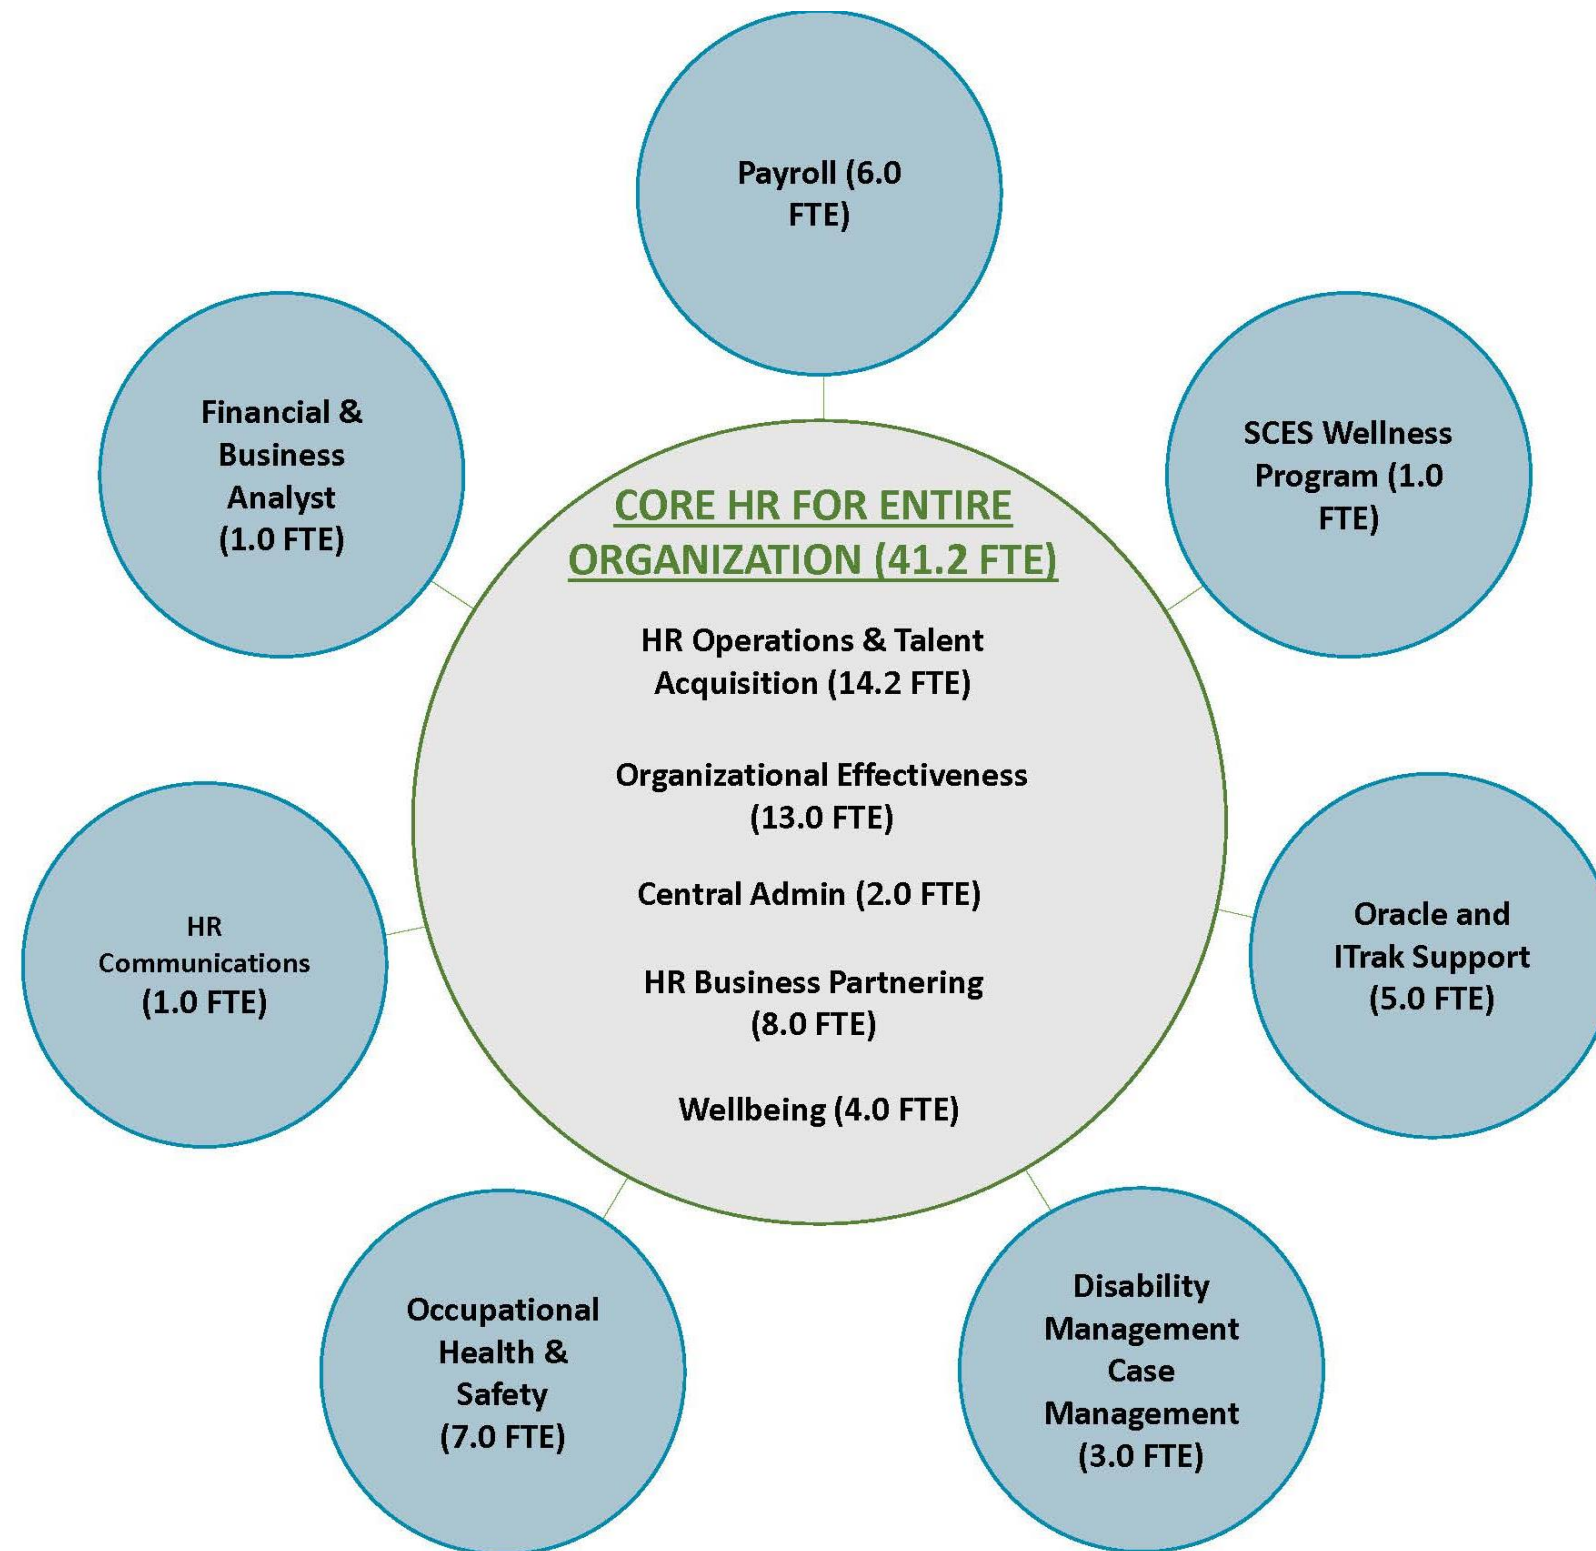 Payroll (6.0
FTE)
Financial &
Business
Analyst
(1.0 FTE)
SCES Wellness
Program (1.0
FTE)
CORE HR FOR ENTIRE
ORGANIZATION (41.2 FTE)
HR Operations & Talent
Acquisition (14.2 FTE)
Organizational Effectiveness
(13.0 FTE)
Central Admin (2.0 FTE)
HR Business Partnering
(8.0 FTE)
Wellbeing (4.0 FTE)
HR
Communications
(1.0 FTE)
Oracle and
ITrak Support
(5.0 FTE)
Occupational
Health &
Safety
(7.0 FTE)
Disability
Management
Case
Management
(3.0 FTE)